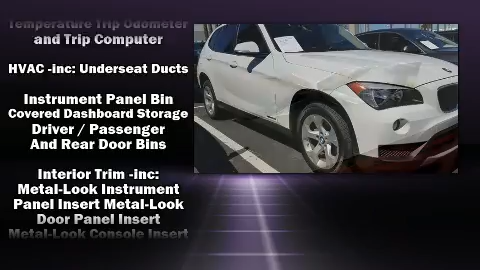 Temperature Trip Odometer
and Trip Computer
HVAC -inc: Underseat Ducts
Instrument Panel Bin
Covered Dashboard Storage
Driver / Passenger
And Rear Door Bins
Interior Trim -inc:
Metal-Look Instrument
Panel Insert Metal-Look
Door Panel Insert
Metal-Look Console Insert